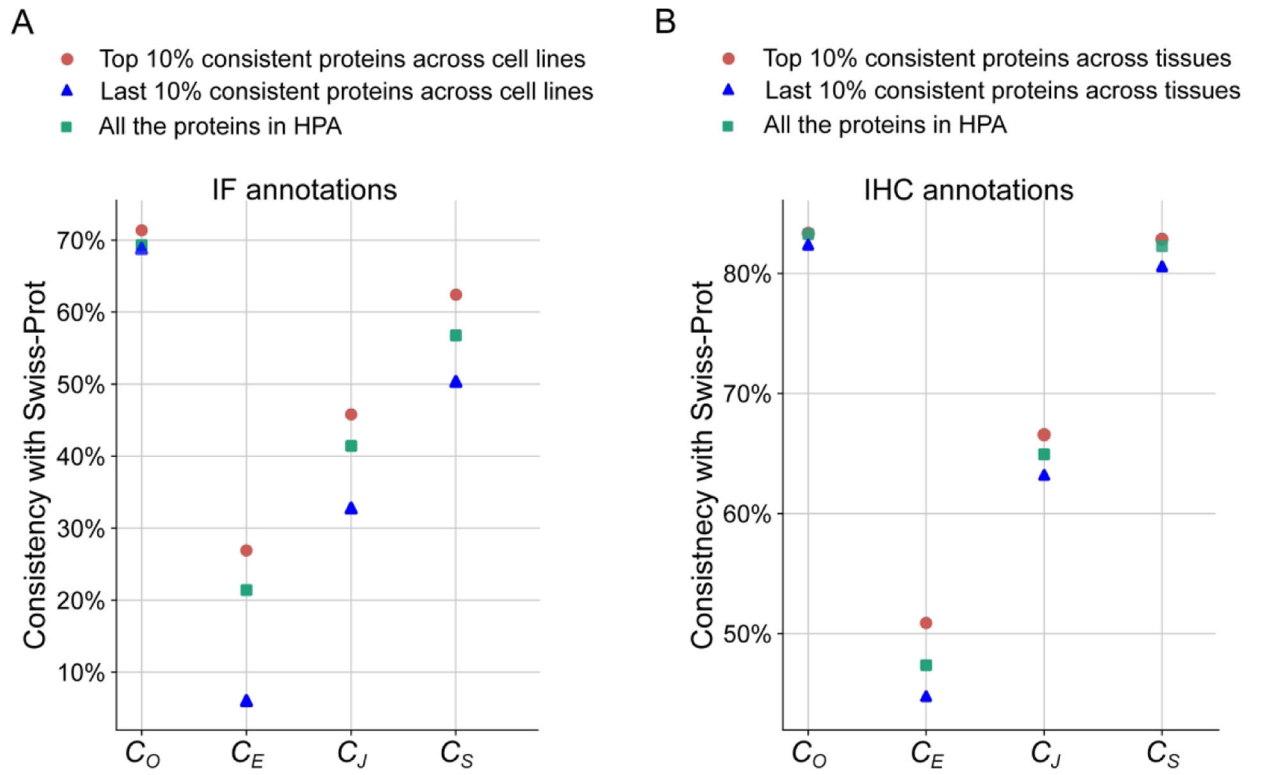 A
Top 10% consistent proteins across cell lines
Last 10% consistent proteins across cell lines
All the proteins in HPA
IF annotations
Consistency with Swiss-Prot
70%
60%
50%
40%
30%
20%
10%
C_O C_E C_J C_S
B
Top 10% consistent proteins across tissues
Last 10% consistent proteins across tissues
All the proteins in HPA
IHC annotations
Consistnecy with Swiss-Prot
80%
70%
60%
50%
C_O C_E C_J C_S